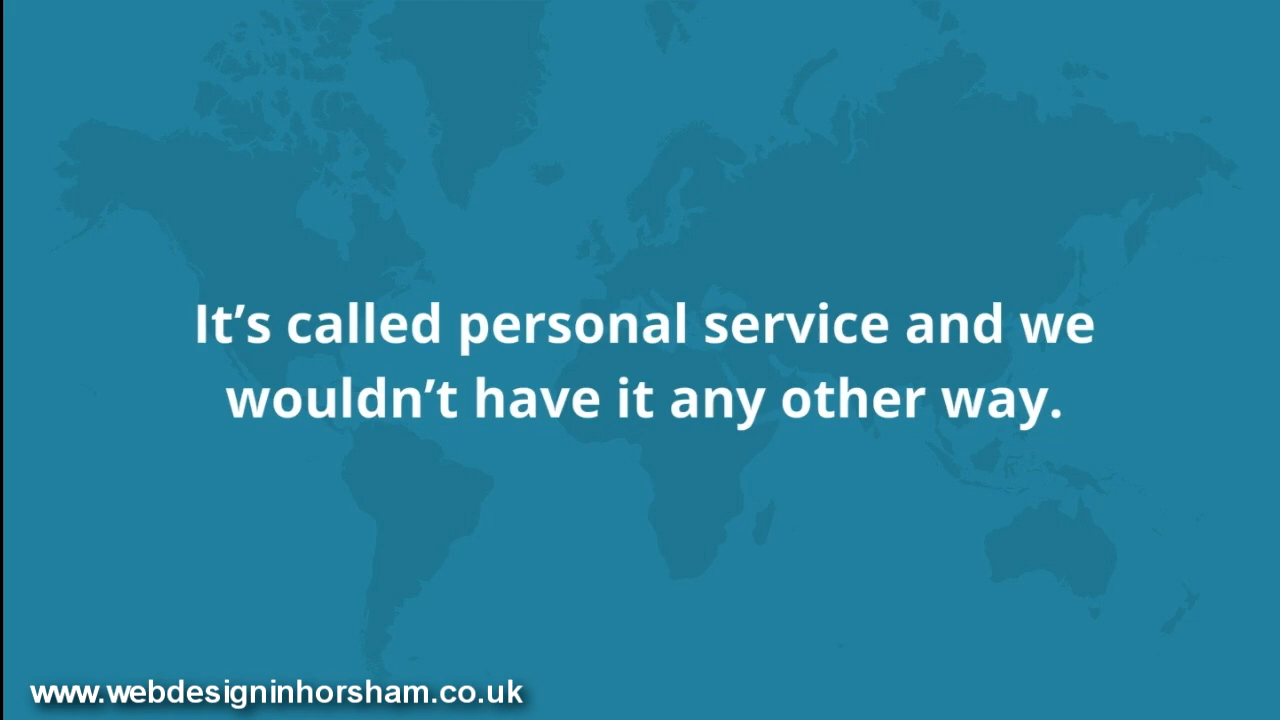 It’s called personal service and we
wouldn’t have it any other way.
www.webdesigninhorsham.co.uk